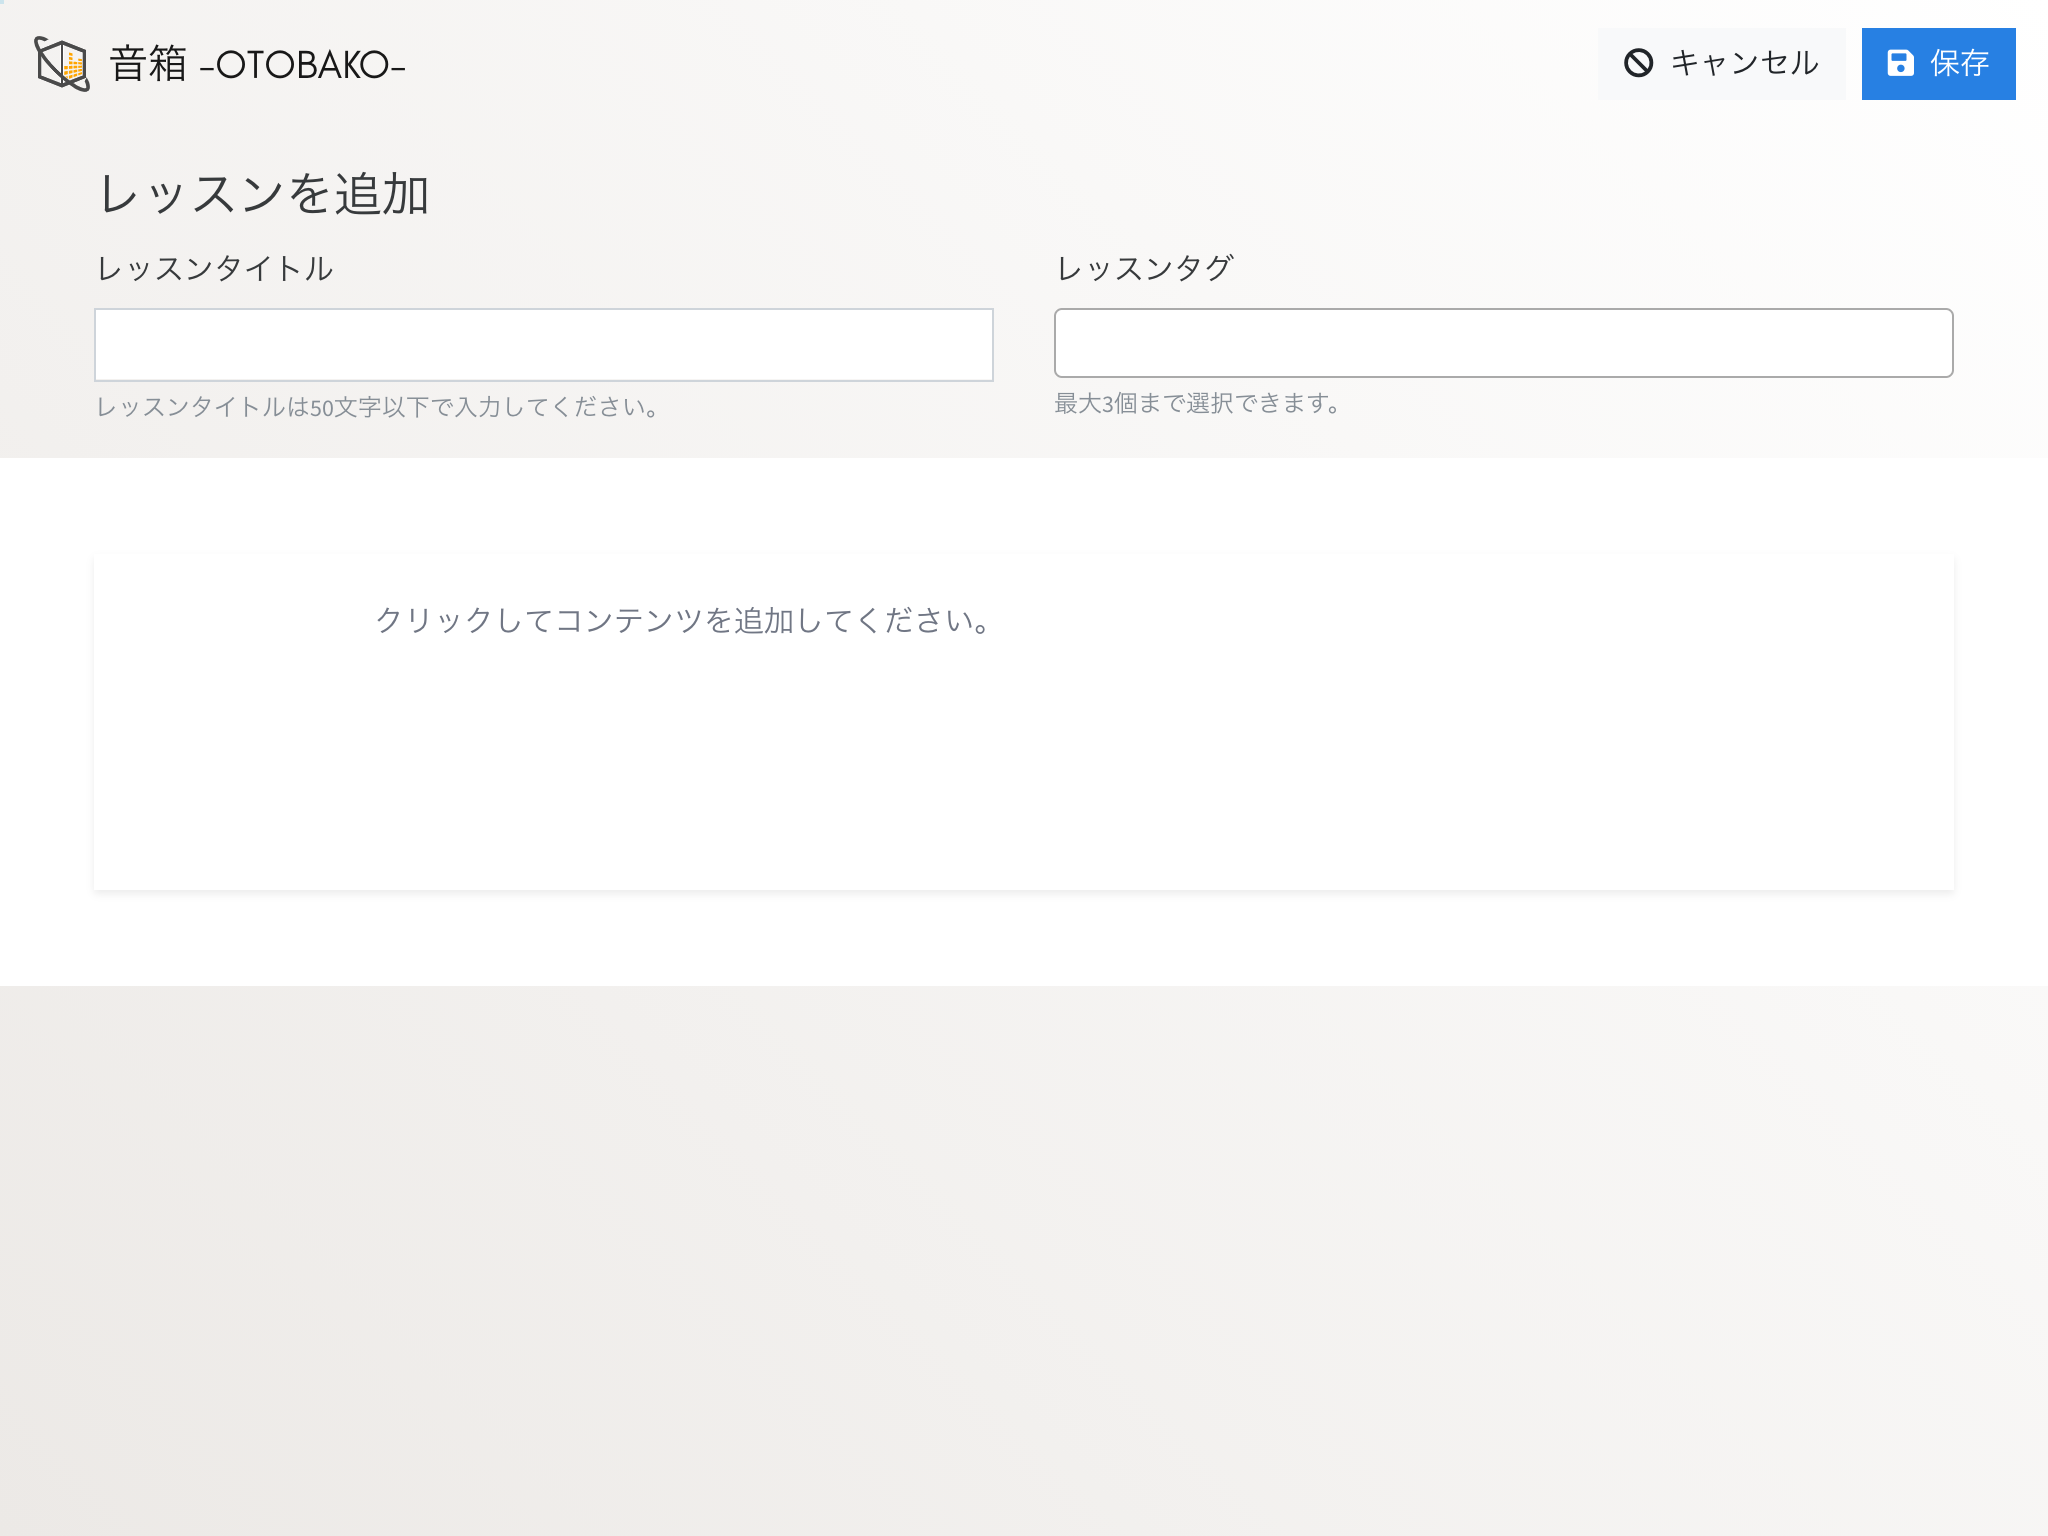 音箱 -OTOBAKO-
キャンセル
保存
レッスンを追加
レッスンタイトル
レッスンタイトルは50文字以下で入力してください。
レッスンタグ
最大3個まで選択できます。
クリックしてコンテンツを追加してください。